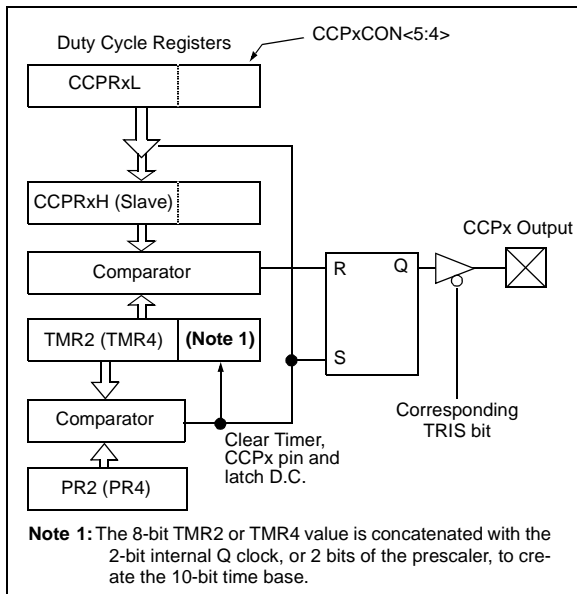 Duty Cycle Registers
CCPxCON<5:4>
CCPRxL
CCPRxH (Slave)
Comparator
TMR2 (TMR4)
(Note 1)
Comparator
PR2 (PR4)
R
Q
S
CCPx Output
Corresponding
TRIS bit
Clear Timer,
CCPx pin and
latch D.C.
Note 1: The 8-bit TMR2 or TMR4 value is concatenated with the
2-bit internal Q clock, or 2 bits of the prescaler, to cre-
ate the 10-bit time base.